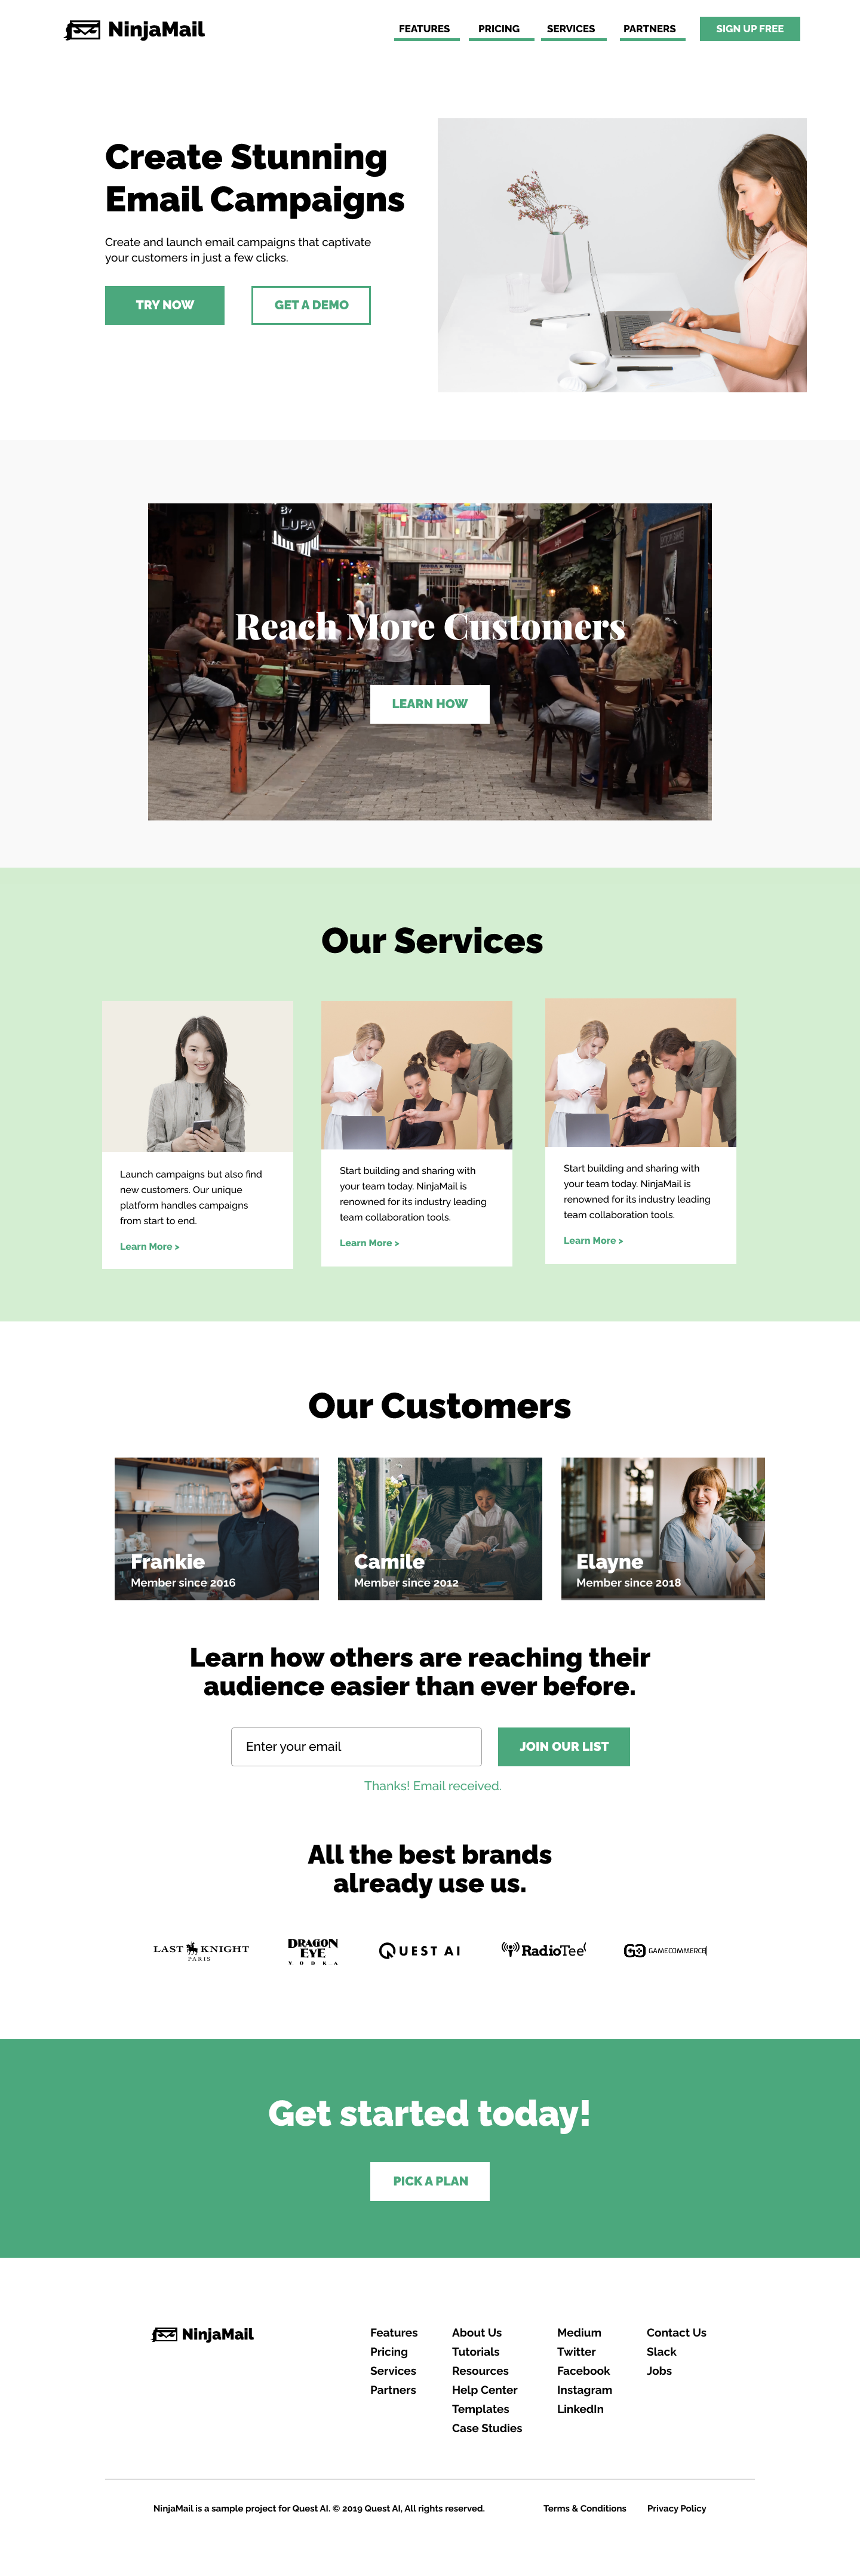 NinjaMail
FEATURES
PRICING
SERVICES
PARTNERS
SIGN UP FREE
Create Stunning
Email Campaigns
Create and launch email campaigns that captivate
your customers in just a few clicks.
TRY NOW
GET A DEMO
BY
LUPA
Reach More Customers
LEARN HOW
Our Services
Launch campaigns but also find
new customers. Our unique
platform handles campaigns
from start to end.
Learn More >
Start building and sharing with
your team today. NinjaMail is
renowned for its industry leading
team collaboration tools.
Learn More >
Start building and sharing with
your team today. NinjaMail is
renowned for its industry leading
team collaboration tools.
Learn More >
Our Customers
Frankie
Member since 2016
Camile
Member since 2012
Elayne
Member since 2018
Learn how others are reaching their
audience easier than ever before.
Enter your email
JOIN OUR LIST
Thanks! Email received.
All the best brands
already use us.
LAST KNIGHT
PARIS
DRAGON
EYE
VODKA
QUEST AI
RadioTee
GAMECOMMERCE
Get started today!
PICK A PLAN
NinjaMail
Features
Pricing
Services
Partners
About Us
Tutorials
Resources
Help Center
Templates
Case Studies
Medium
Twitter
Facebook
Instagram
LinkedIn
Contact Us
Slack
Jobs
NinjaMail is a sample project for Quest AI. © 2019 Quest AI, All rights reserved.
Terms & Conditions
Privacy Policy